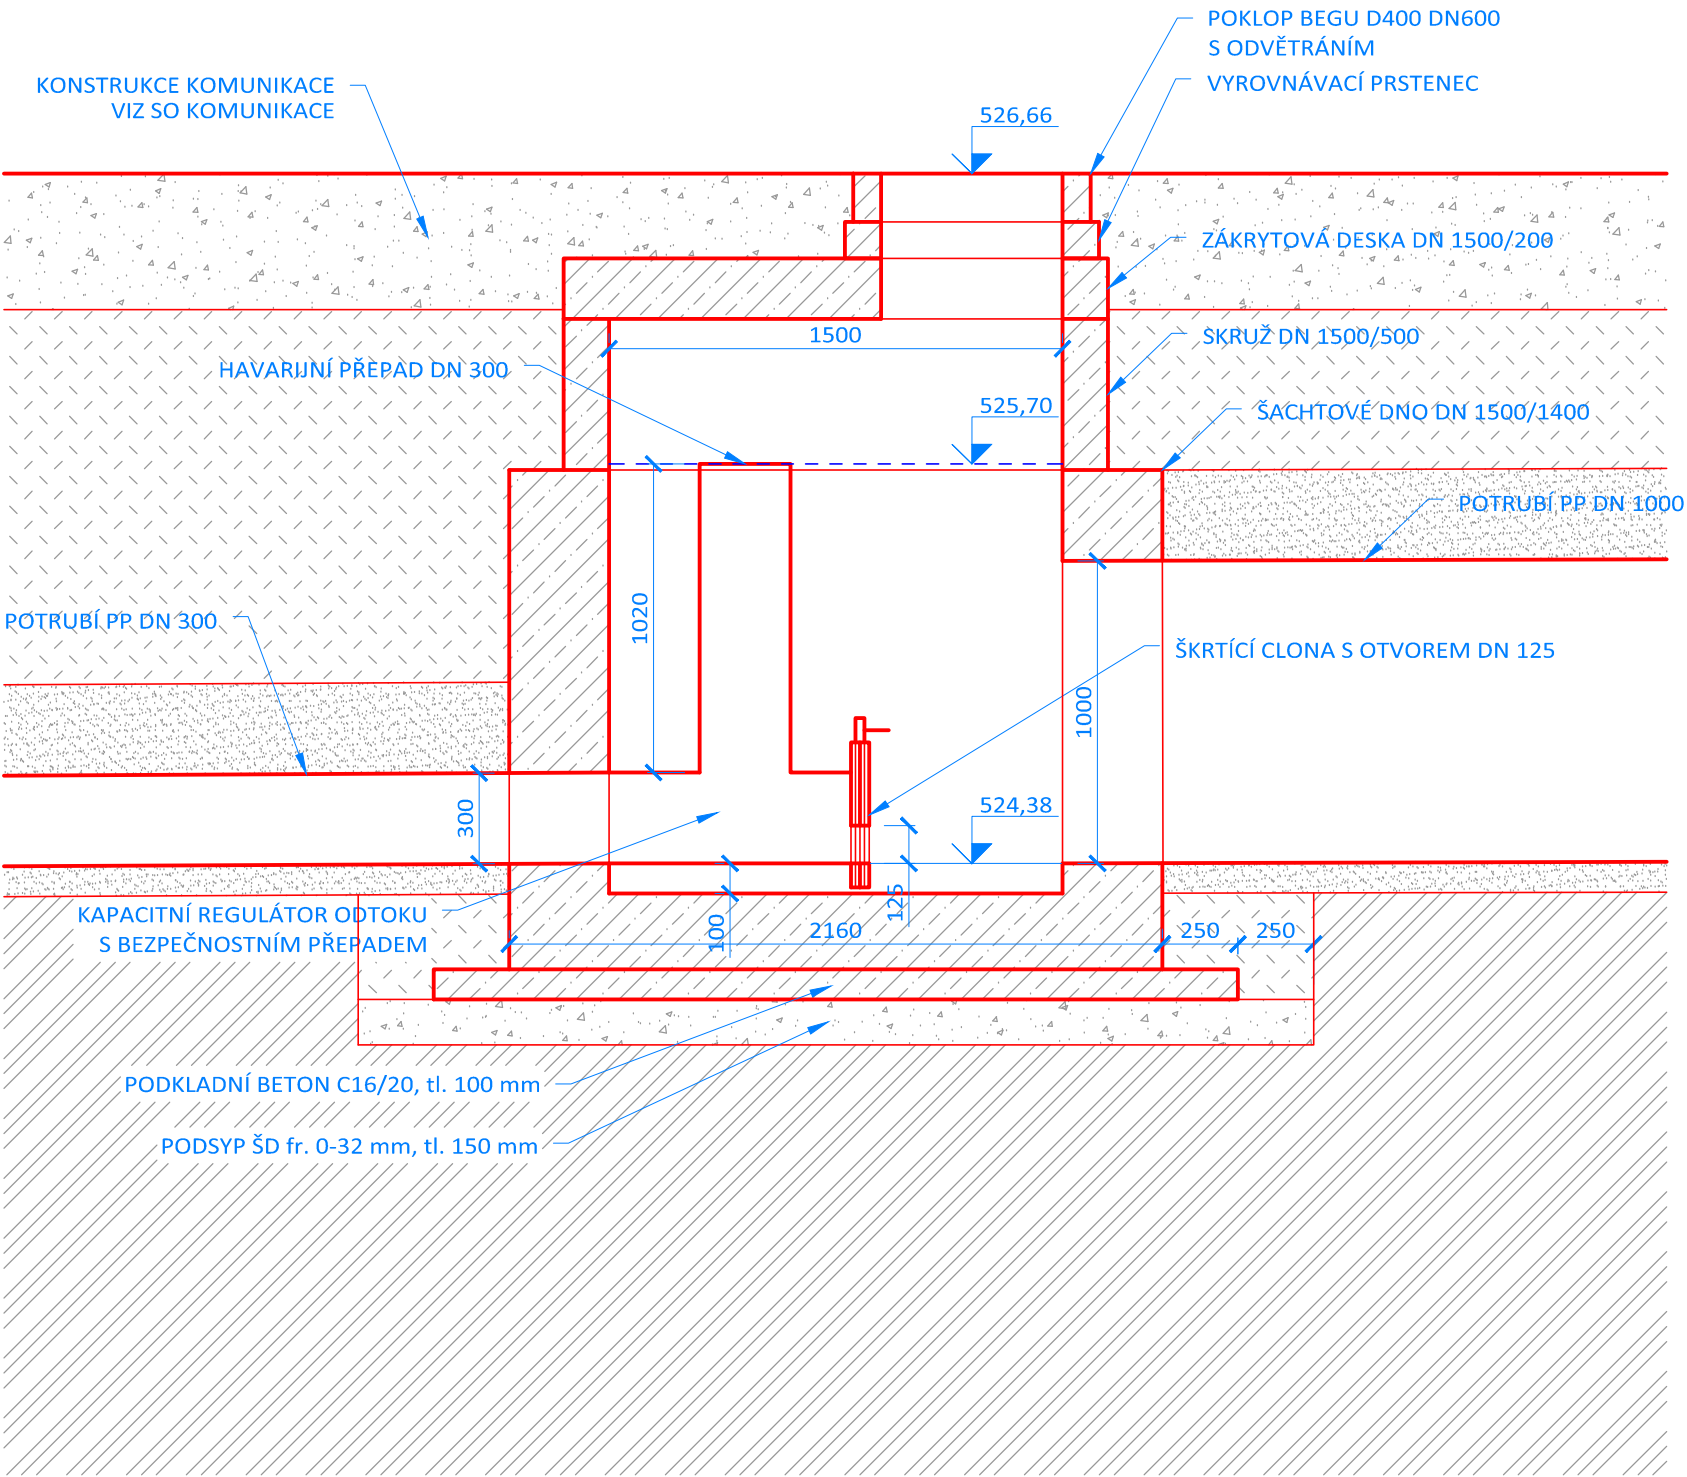 POKLOP BEGU D400 DN600
S ODVĚTRÁNÍM
KONSTRUKCE KOMUNIKACE
VIZ SO KOMUNIKACE
VYROVNÁVACÍ PRSTENEC
526,66
ZÁKRYTOVÁ DESKA DN 1500/200
1500
SKRUŽ DN 1500/500
HAVARIJNÍ PŘEPAD DN 300
525,70
ŠACHTOVÉ DNO DN 1500/1400
POTRUBÍ PP DN 1000
1020
POTRUBÍ PP DN 300
ŠKRTÍCÍ CLONA S OTVOREM DN 125
1000
300
524,38
125
KAPACITNÍ REGULÁTOR ODTOKU
S BEZPEČNOSTNÍM PŘEPADEM
100
2160
250
250
PODKLADNÍ BETON C16/20, tl. 100 mm
PODSYP ŠD fr. 0-32 mm, tl. 150 mm